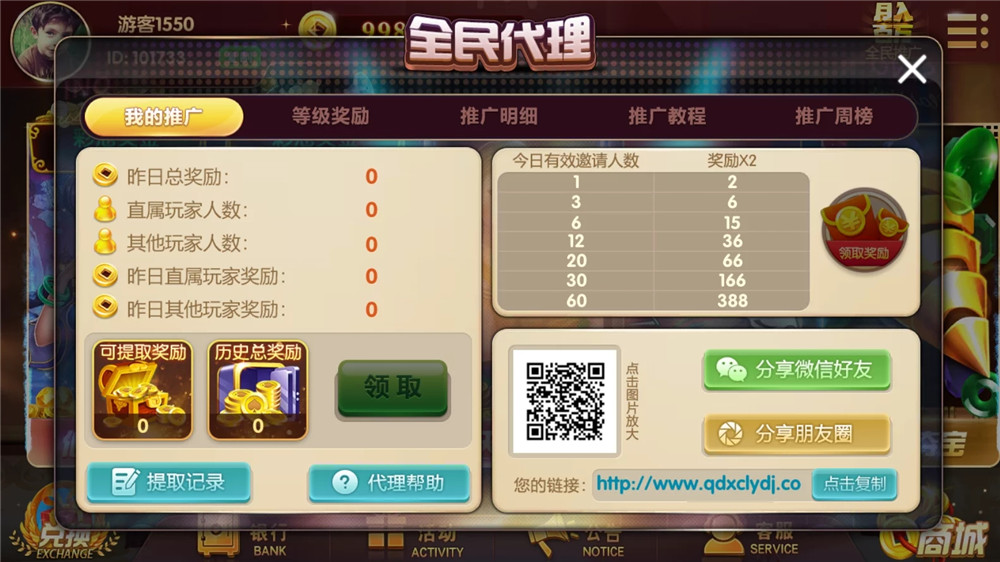 游客1550
ID: 101733
998
全民代理
月入
我的推广
等级奖励
推广明细
推广教程
推广周榜
昨日总奖励: 0
直属玩家人数: 0
其他玩家人数: 0
昨日直属玩家奖励: 0
昨日其他玩家奖励: 0
可提取奖励
0
历史总奖励
0
领取
提取记录
代理帮助
今日有效邀请人数 奖励X2
1 2
3 6
6 15
12 36
20 66
30 166
60 388
领取奖励
点击图片放大
分享微信好友
分享朋友圈
您的链接: http://www.qdxclydj.co 点击复制
兑换
EXCHANGE
银行
BANK
活动
ACTIVITY
公告
NOTICE
客服
SERVICE
商城